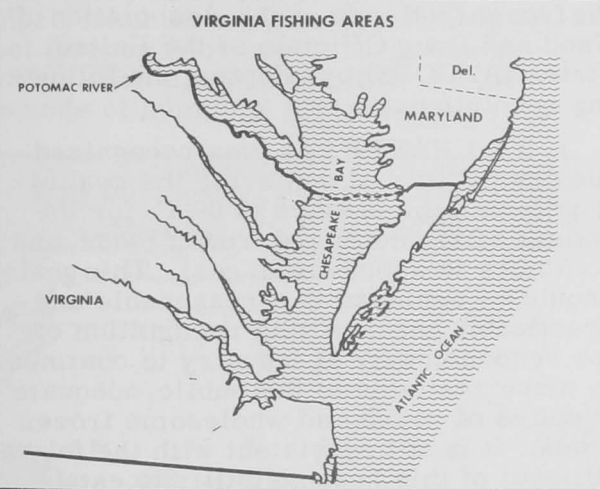 VIRGINIA FISHING AREAS
POTOMAC RIVER
Del.
MARYLAND
CHESAPEAKE BAY
VIRGINIA
ATLANTIC OCEAN